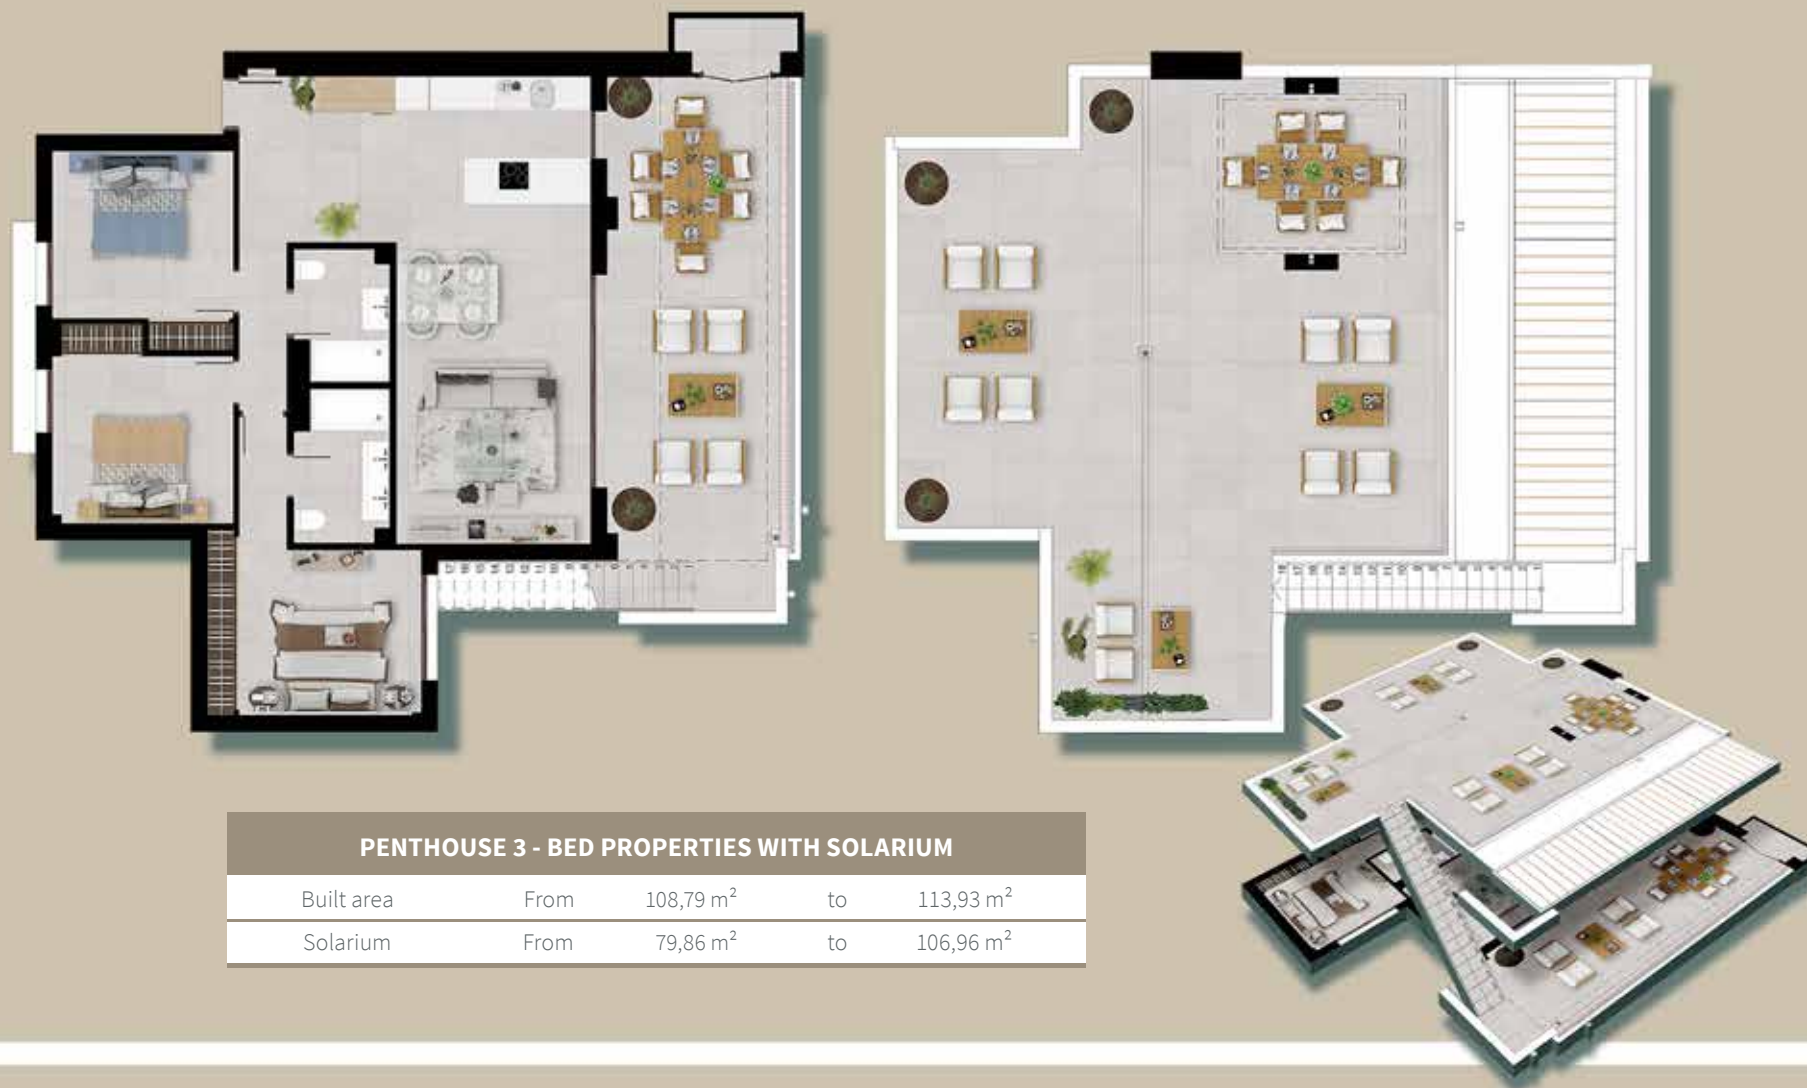 PENTHOUSE 3 - BED PROPERTIES WITH SOLARIUM
Built area From 108,79 m² to 113,93 m²
Solarium From 79,86 m² to 106,96 m²